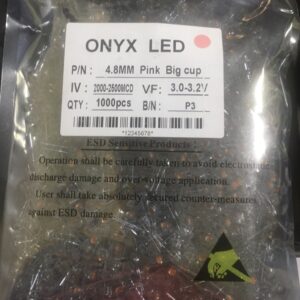 ONYX LED
P/N: 4.8MM Pink Big cup
IV: 2000-2500MCD VF: 3.0-3.2V
QTY: 1000pcs B/N: P3
*12345678*
ESD Sensitive Products:
Operation shall be carefully taken to avoid electrostatic
discharge damage and over-voltage application.
User shall take absolutely secured counter-measures
against ESD damage.